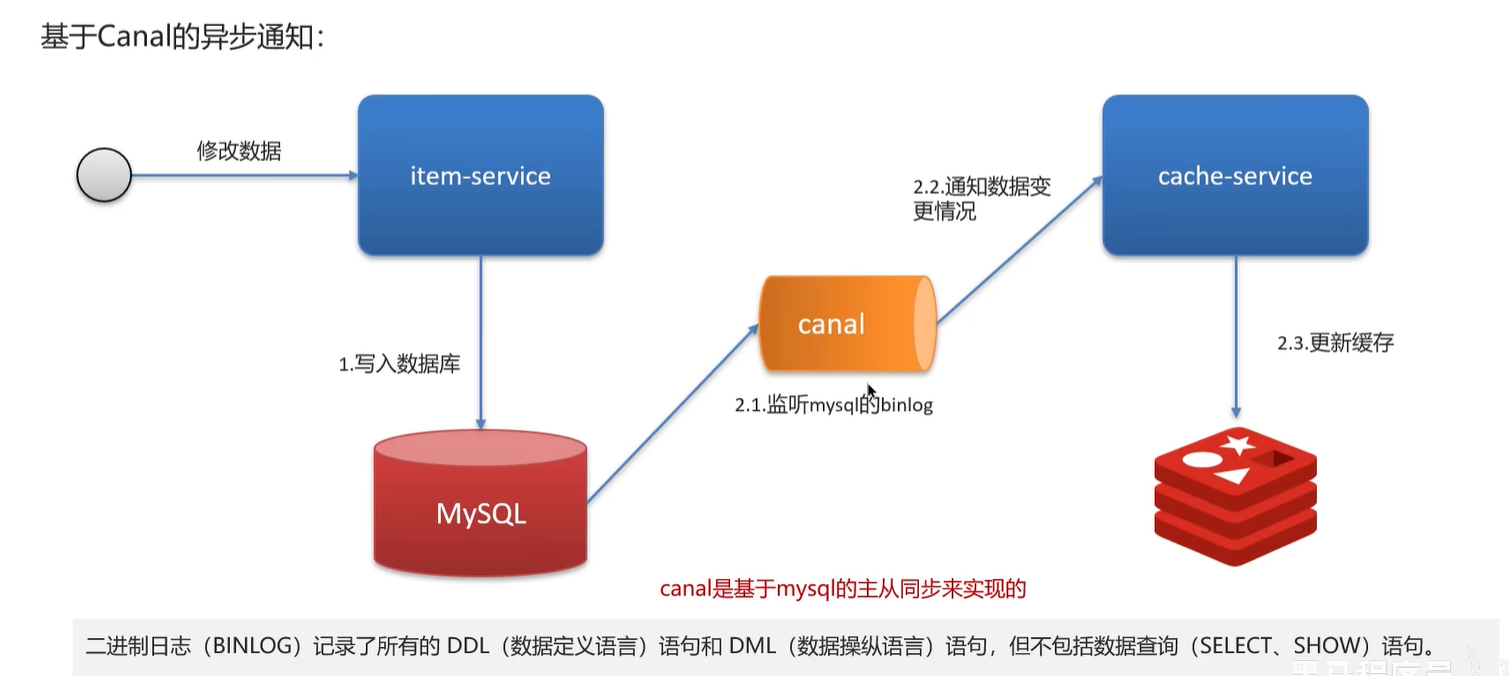 基于Canal的异步通知：
修改数据
item-service
cache-service
2.2.通知数据变
更情况
canal
1.写入数据库
2.3.更新缓存
2.1.监听mysql的binlog
MySQL
canal是基于mysql的主从同步来实现的
二进制日志（BINLOG）记录了所有的 DDL（数据定义语言）语句和 DML（数据操纵语言）语句，但不包括数据查询（SELECT、SHOW）语句。